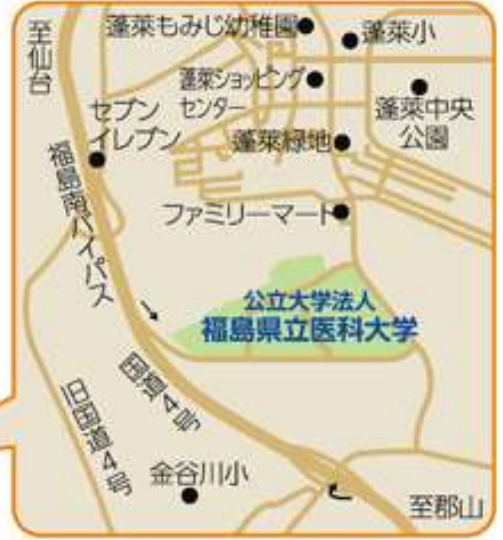 至仙台
蓬莱もみじ幼稚園
蓬莱小
蓬莱ショッピング
センター
蓬莱中央
公園
セブン
イレブン
蓬莱緑地
福島南バイパス
ファミリーマート
公立大学法人
福島県立医科大学
国道4号
旧国道4号
金谷川小
至郡山